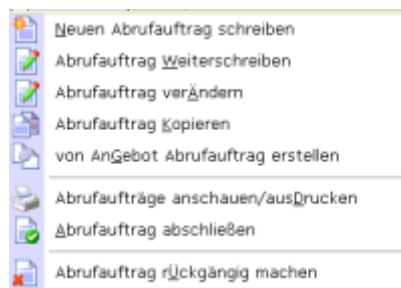 Neuen Abrufauftrag schreiben
Abrufauftrag Weiterschreiben
Abrufauftrag verÄndern
Abrufauftrag Kopieren
von AnGebot Abrufauftrag erstellen
Abrufaufträge anschauen/ausDrucken
Abrufauftrag abschließen
Abrufauftrag rÜckgängig machen